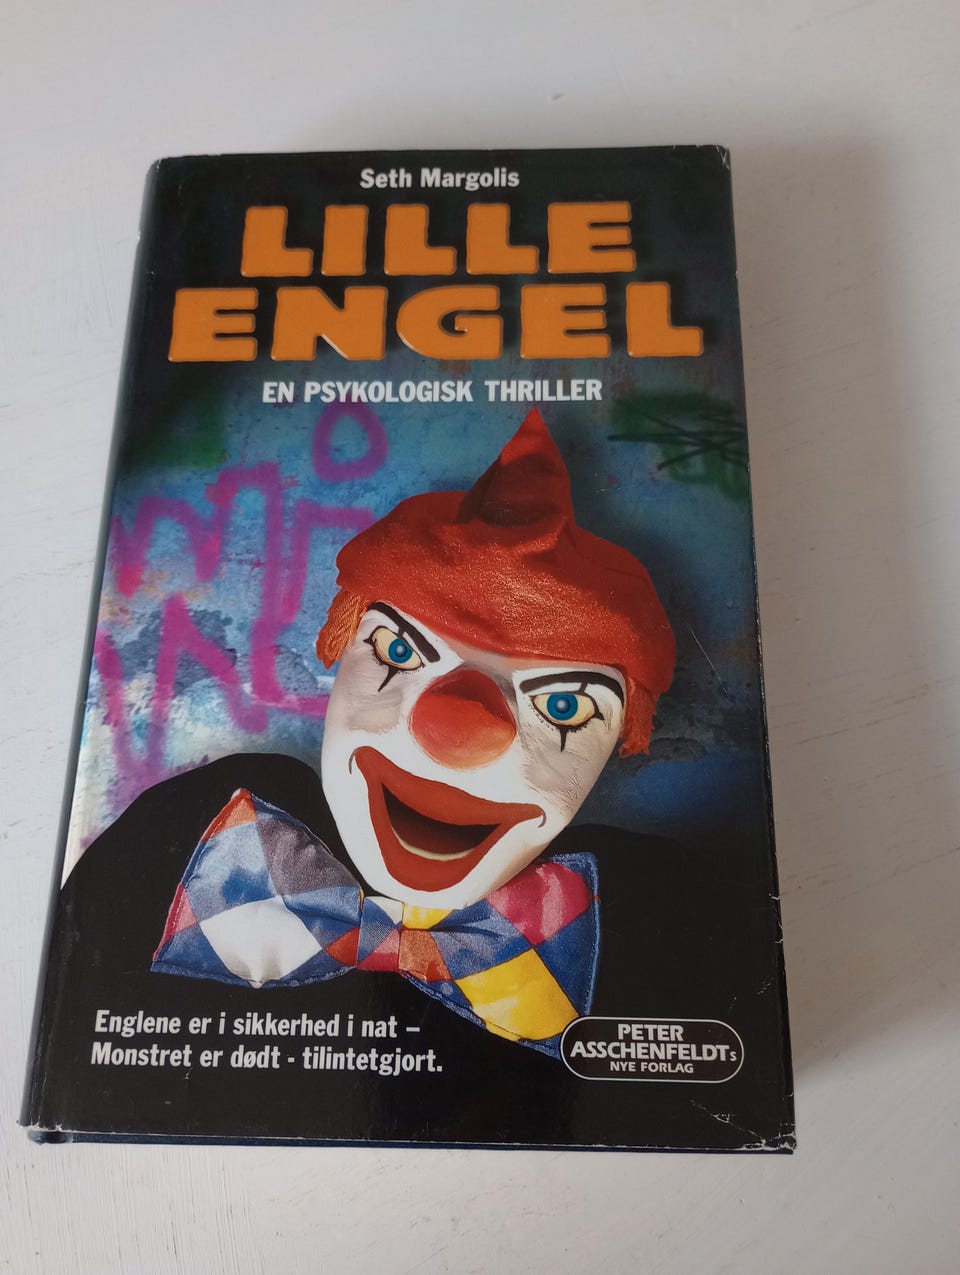 Seth Margolis
LILLE
ENGEL
EN PSYKOLOGISK THRILLER
Englene er i sikkerhed i nat –
Monstret er dødt - tilintetgjort.
PETER
ASSCHENFELDTs
NYE FORLAG